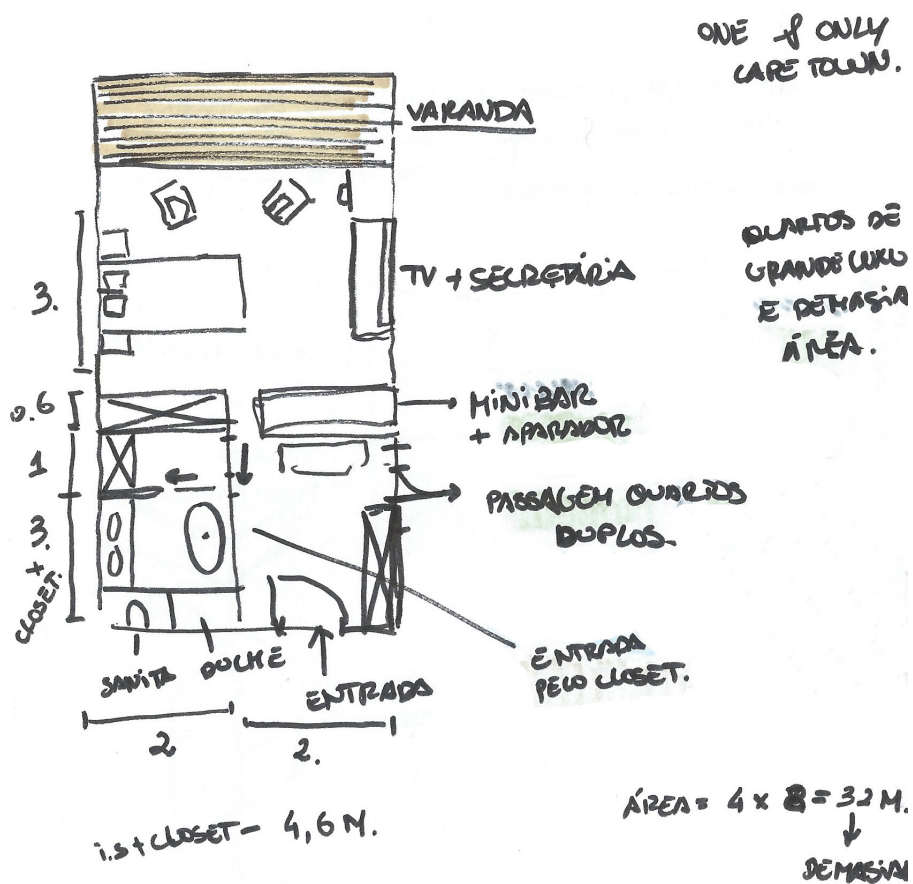 ONE & ONLY
CAPE TOWN.
VARANDA
QUARTOS DE
GRANDE LUXO
E DEMASIA
ÁREA.
TV + SECRETÁRIA
3.
0.6
MINIBAR
+ APARADOR
1
PASSAGEM QUARTOS
DUPLOS.
3.
+
CLOSET.
ENTRADA
PELO CLOSET.
SANITA
DUCHE
ENTRADA
2
2.
i.s + CLOSET - 4,6 M.
ÁREA = 4 x 8 = 32 M.
DEMASIA